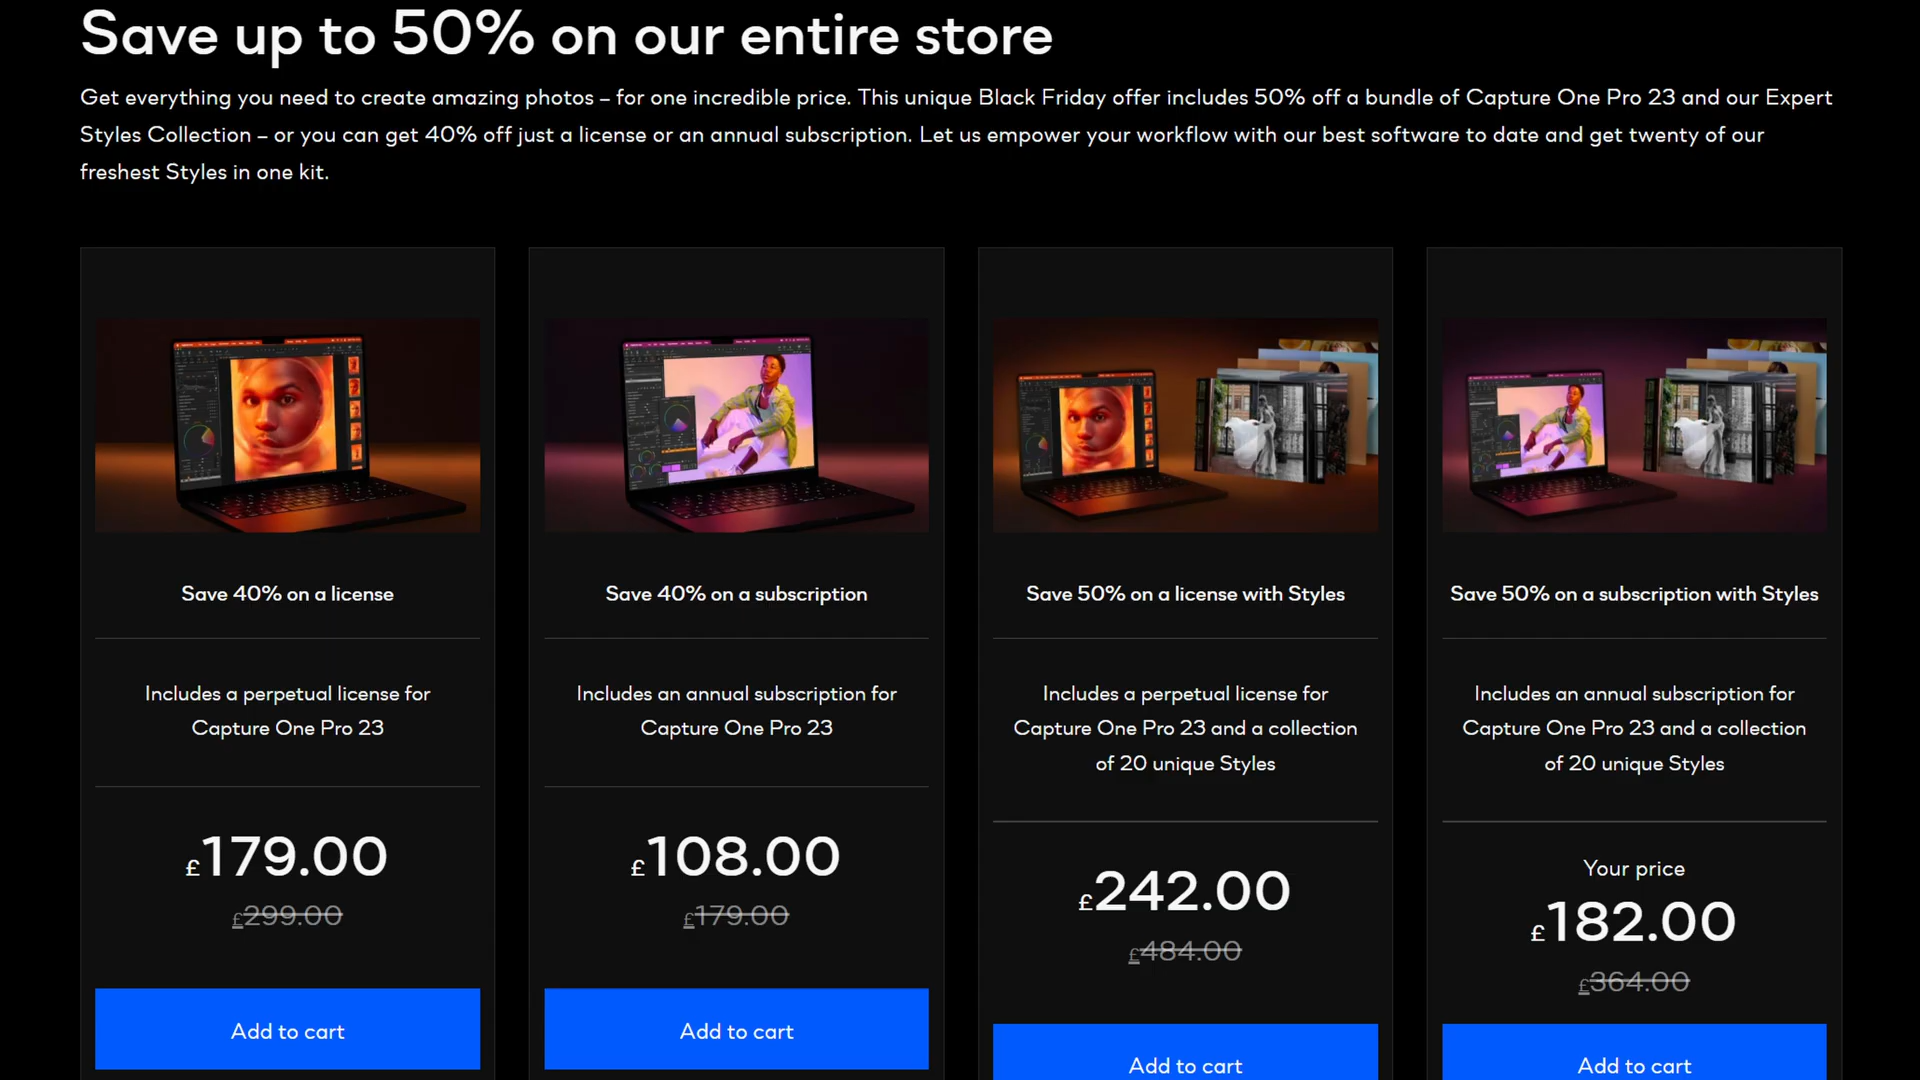 Save up to 50% on our entire store
Get everything you need to create amazing photos – for one incredible price. This unique Black Friday offer includes 50% off a bundle of Capture One Pro 23 and our Expert
Styles Collection – or you can get 40% off just a license or an annual subscription. Let us empower your workflow with our best software to date and get twenty of our
freshest Styles in one kit.
Save 40% on a license
Includes a perpetual license for
Capture One Pro 23
£179.00
£299.00
Add to cart
Save 40% on a subscription
Includes an annual subscription for
Capture One Pro 23
£108.00
£179.00
Add to cart
Save 50% on a license with Styles
Includes a perpetual license for
Capture One Pro 23 and a collection
of 20 unique Styles
£242.00
£484.00
Add to cart
Save 50% on a subscription with Styles
Includes an annual subscription for
Capture One Pro 23 and a collection
of 20 unique Styles
Your price
£182.00
£364.00
Add to cart